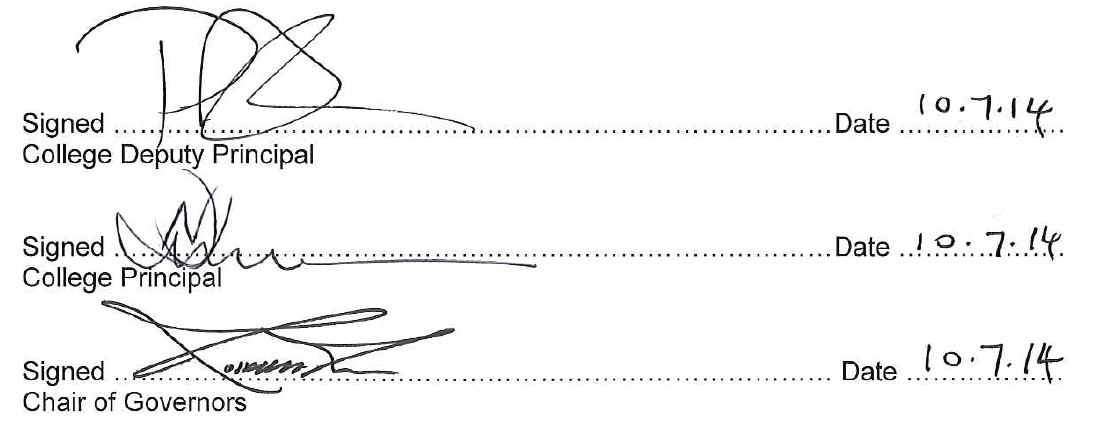 Signed ........ Date 10.7.14
College Deputy Principal
Signed ........ Date 10.7.14
College Principal
Signed ........ Date 10.7.14
Chair of Governors